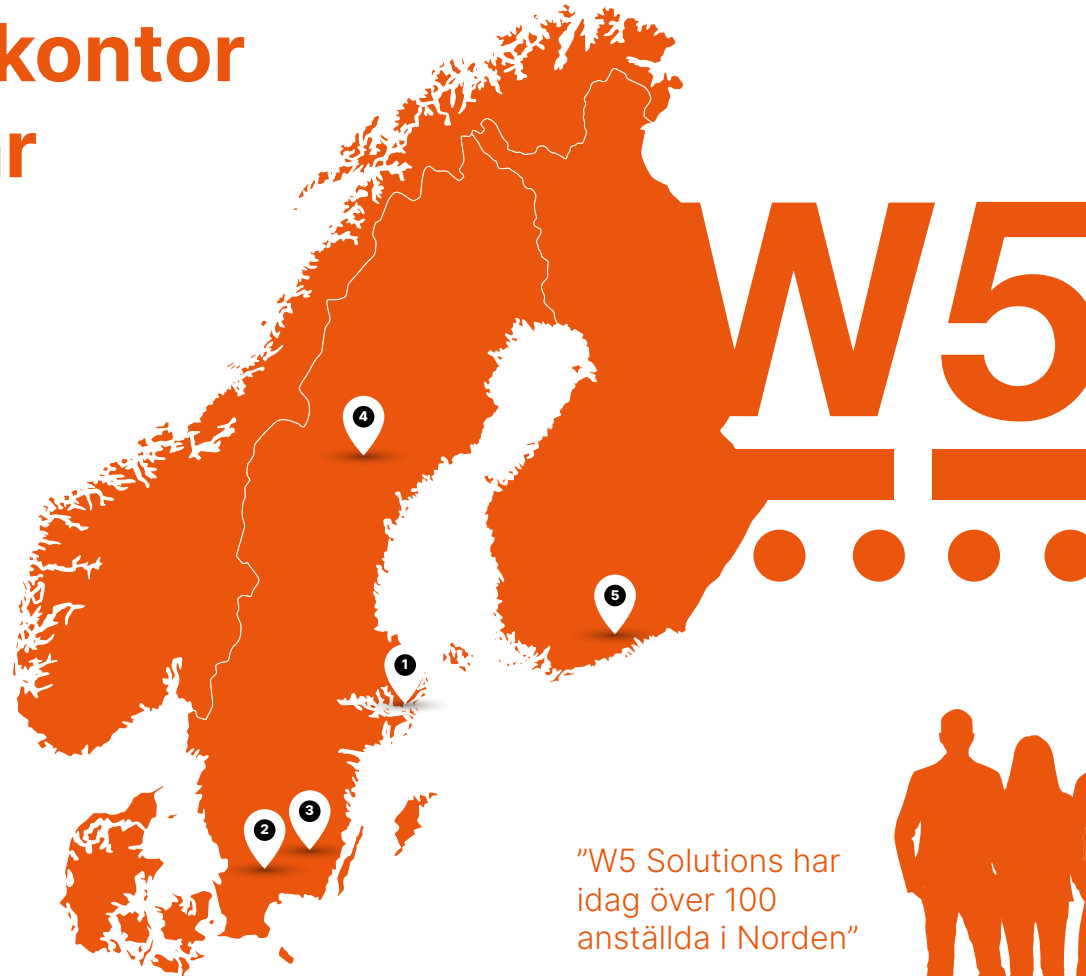 kontor
r
W5
4
5
1
3
2
”W5 Solutions har
idag över 100
anställda i Norden”